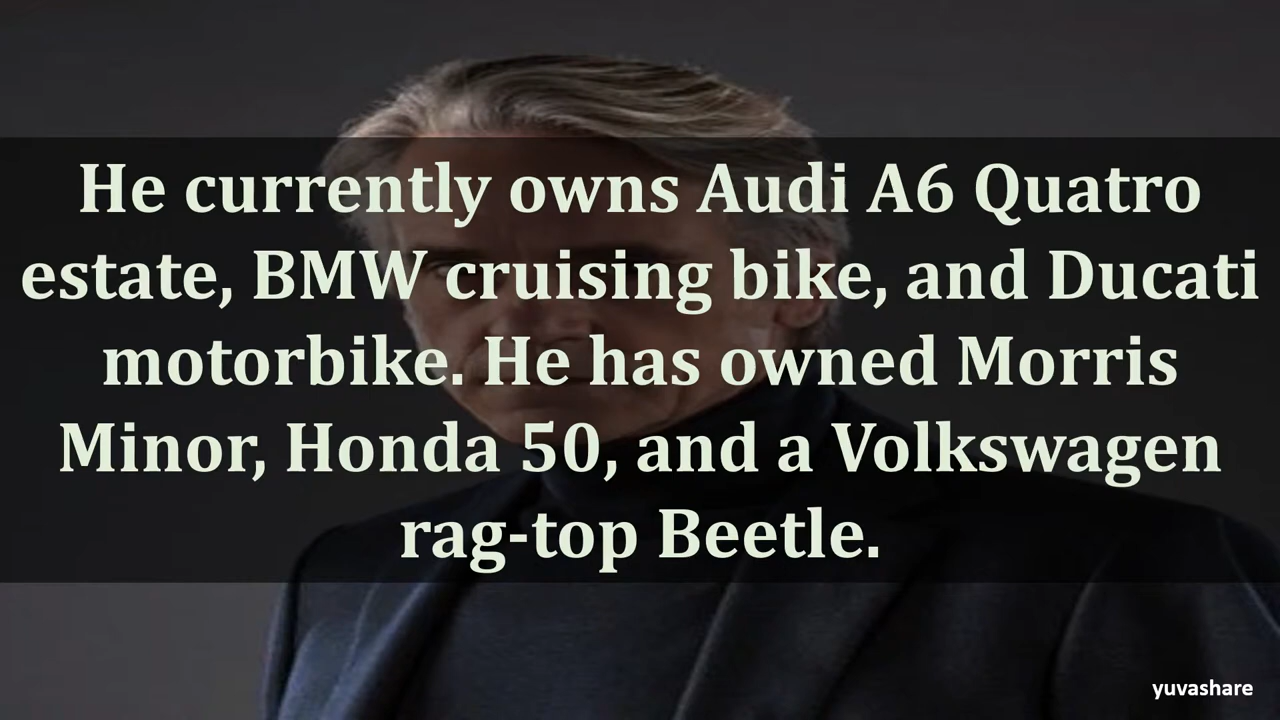 He currently owns Audi A6 Quatro
estate, BMW cruising bike, and Ducati
motorbike. He has owned Morris
Minor, Honda 50, and a Volkswagen
rag-top Beetle.
yuvashare